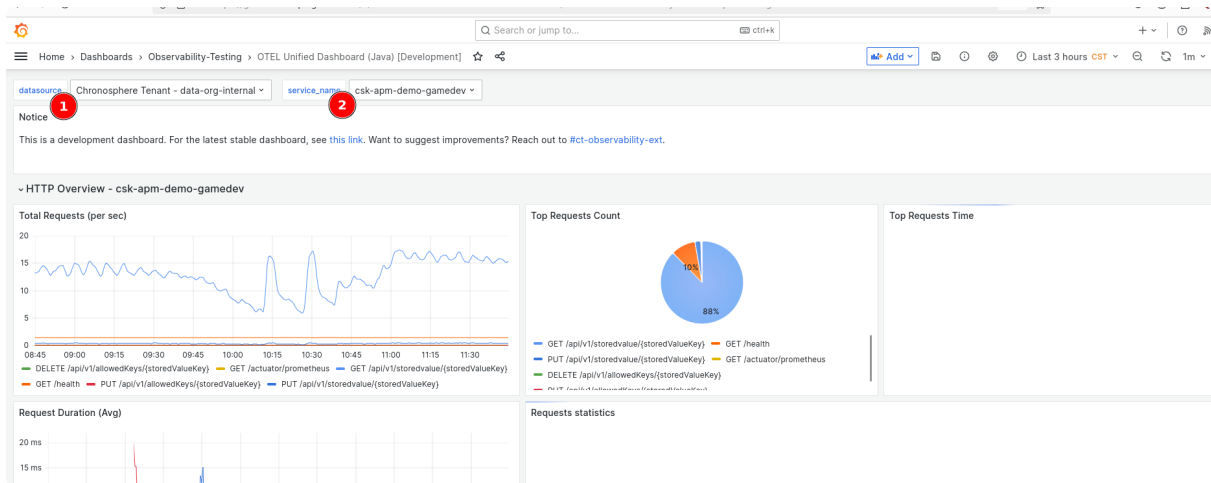 Search or jump to...
ctrl+k
Home > Dashboards > Observability-Testing > OTEL Unified Dashboard (Java) [Development]
Add
Last 3 hours CST
1m
datasource
Chronosphere Tenant - data-org-internal
service_name
csk-apm-demo-gamedev
1
2
Notice
This is a development dashboard. For the latest stable dashboard, see this link. Want to suggest improvements? Reach out to #ct-observability-ext.
HTTP Overview - csk-apm-demo-gamedev
Total Requests (per sec)
20
15
10
5
0
08:45 09:00 09:15 09:30 09:45 10:00 10:15 10:30 10:45 11:00 11:15 11:30
DELETE /api/v1/allowedKeys/{storedValueKey} GET /actuator/prometheus GET /api/v1/storedvalue/{storedValueKey}
GET /health PUT /api/v1/allowedKeys/{storedValueKey} PUT /api/v1/storedvalue/{storedValueKey}
Top Requests Count
10%
88%
GET /api/v1/storedvalue/{storedValueKey} GET /health
PUT /api/v1/storedvalue/{storedValueKey} GET /actuator/prometheus
DELETE /api/v1/allowedKeys/{storedValueKey}
PUT /api/v1/allowedKeys/{storedValueKey}
Top Requests Time
Request Duration (Avg)
20 ms
15 ms
Requests statistics